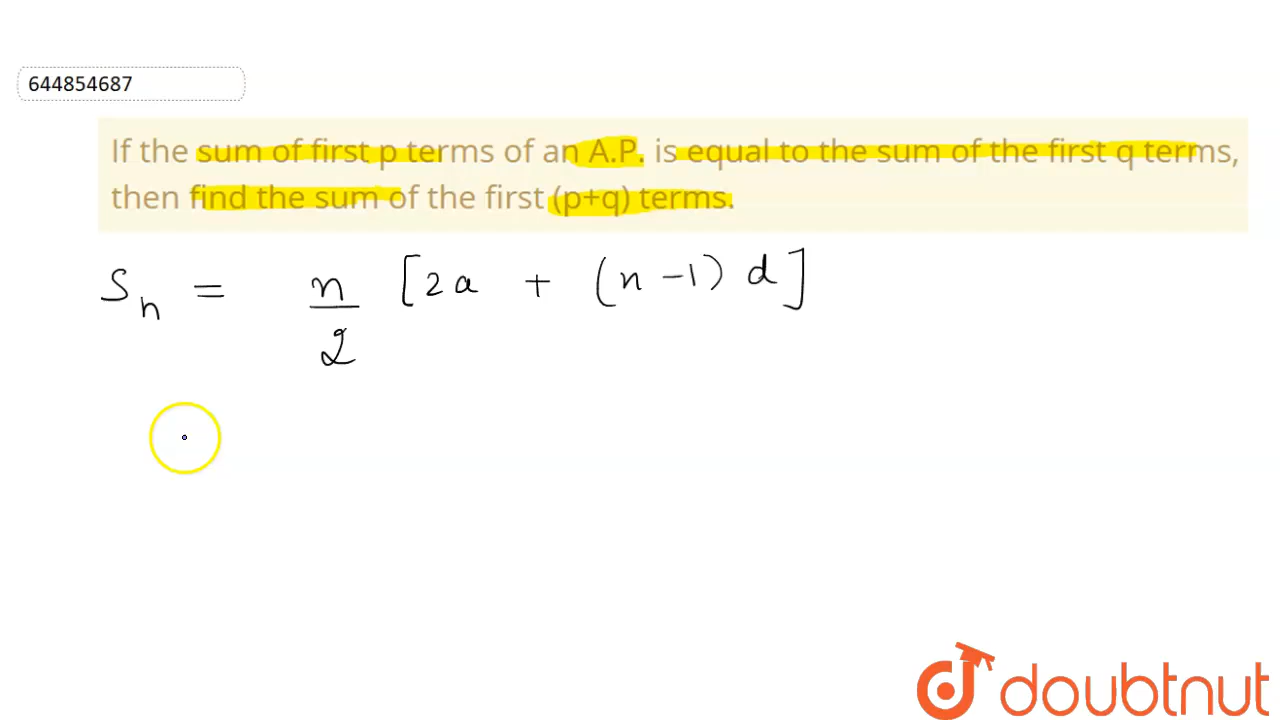 644854687
If the sum of first p terms of an A.P. is equal to the sum of the first q terms,
then find the sum of the first (p+q) terms.
Sn = n/2 [2a + (n-1) d]
doubtnut